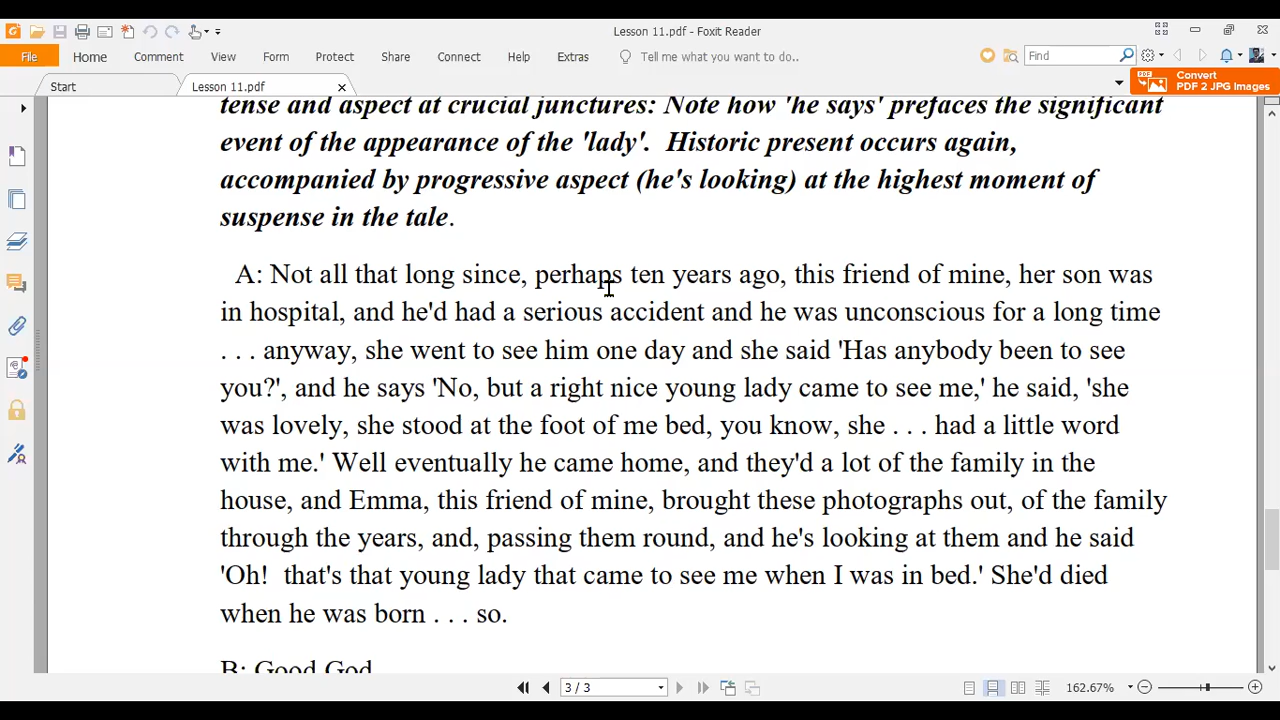 Lesson 11.pdf - Foxit Reader
File Home Comment View Form Protect Share Connect Help Extras Tell me what you want to do.. Find
Start Lesson 11.pdf
Convert
PDF 2 JPG Images
tense and aspect at crucial junctures: Note how 'he says' prefaces the significant
event of the appearance of the 'lady'. Historic present occurs again,
accompanied by progressive aspect (he's looking) at the highest moment of
suspense in the tale.
A: Not all that long since, perhaps ten years ago, this friend of mine, her son was
in hospital, and he'd had a serious accident and he was unconscious for a long time
. . . anyway, she went to see him one day and she said 'Has anybody been to see
you?', and he says 'No, but a right nice young lady came to see me,' he said, 'she
was lovely, she stood at the foot of me bed, you know, she . . . had a little word
with me.' Well eventually he came home, and they'd a lot of the family in the
house, and Emma, this friend of mine, brought these photographs out, of the family
through the years, and, passing them round, and he's looking at them and he said
'Oh! that's that young lady that came to see me when I was in bed.' She'd died
when he was born . . . so.
B: Good God
3 / 3
162.67%